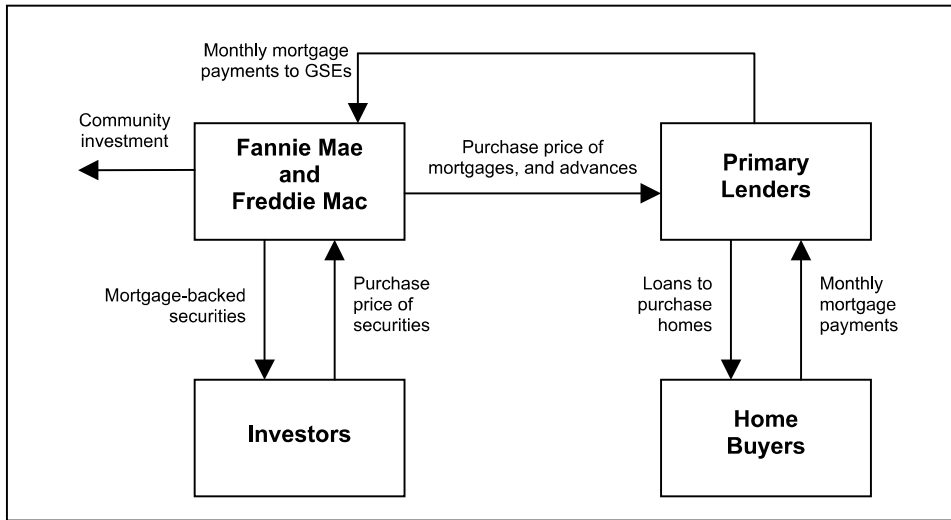 Monthly mortgage
payments to GSEs
Community
investment
Fannie Mae
and
Freddie Mac
Purchase price of
mortgages, and advances
Primary
Lenders
Mortgage-backed
securities
Purchase
price of
securities
Loans to
purchase
homes
Monthly
mortgage
payments
Investors
Home
Buyers